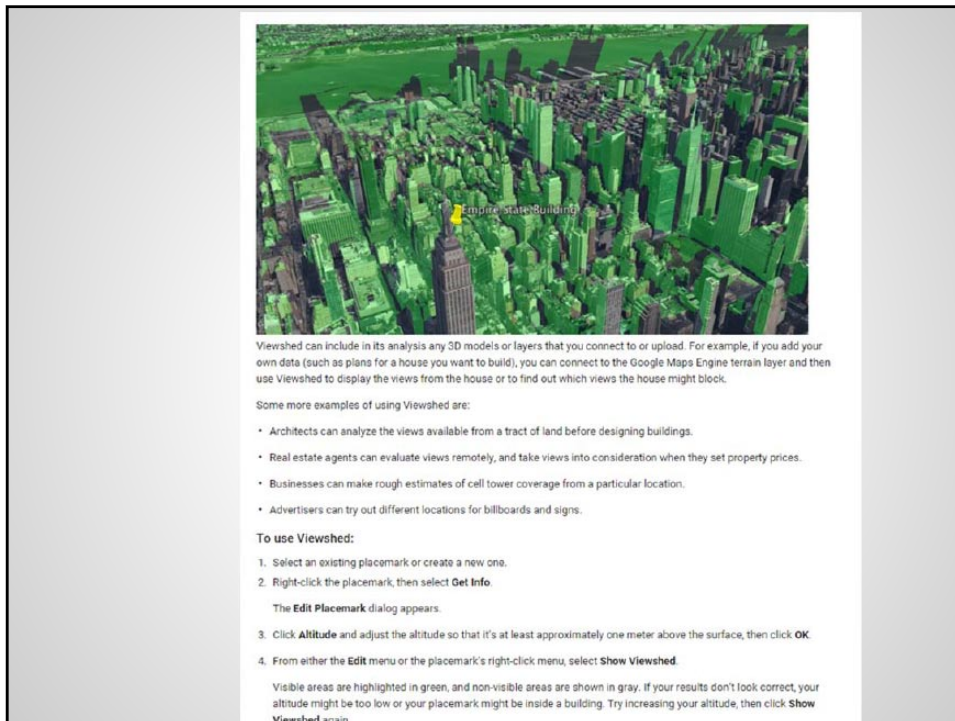 Empire State Building
Viewshed can include in its analysis any 3D models or layers that you connect to or upload. For example, if you add your
own data (such as plans for a house you want to build), you can connect to the Google Maps Engine terrain layer and then
use Viewshed to display the views from the house or to find out which views the house might block.
Some more examples of using Viewshed are:
• Architects can analyze the views available from a tract of land before designing buildings.
• Real estate agents can evaluate views remotely, and take views into consideration when they set property prices.
• Businesses can make rough estimates of cell tower coverage from a particular location.
• Advertisers can try out different locations for billboards and signs.
To use Viewshed:
1. Select an existing placemark or create a new one.
2. Right-click the placemark, then select Get Info.
The Edit Placemark dialog appears.
3. Click Altitude and adjust the altitude so that it's at least approximately one meter above the surface, then click OK.
4. From either the Edit menu or the placemark's right-click menu, select Show Viewshed.
Visible areas are highlighted in green, and non-visible areas are shown in gray. If your results don't look correct, your
altitude might be too low or your placemark might be inside a building. Try increasing your altitude, then click Show
Viewshed again.